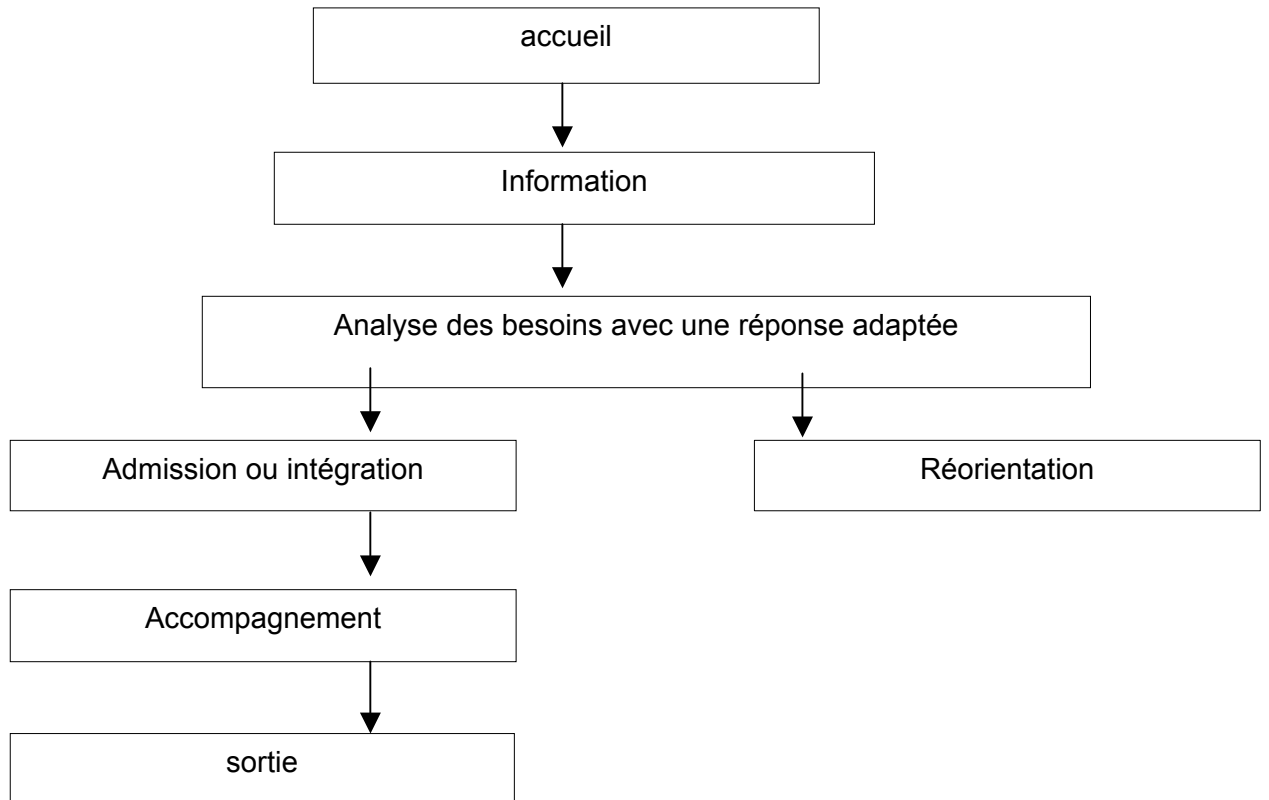 accueil
Information
Analyse des besoins avec une réponse adaptée
Admission ou intégration
Réorientation
Accompagnement
sortie